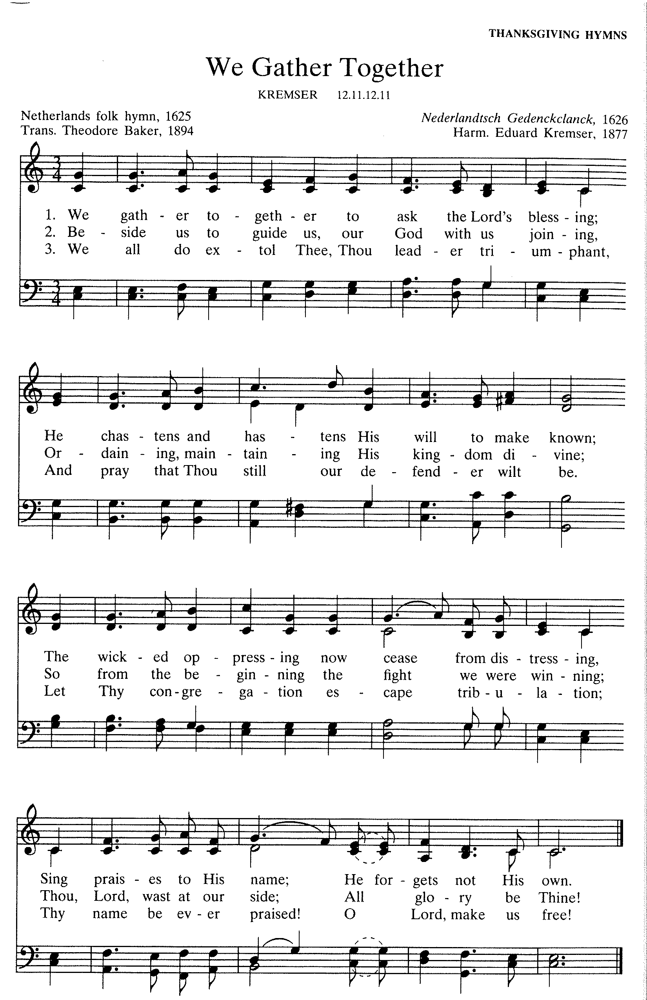 THANKSGIVING HYMNS
We Gather Together
KREMSER 12.11.12.11
Netherlands folk hymn, 1625
Trans. Theodore Baker, 1894
Nederlandtsch Gedenckclanck, 1626
Harm. Eduard Kremser, 1877
3
4
1. We gath - er to - geth - er to ask the Lord's bless - ing;
2. Be - side us to guide us, our God with us join - ing,
3. We all do ex - tol Thee, Thou lead - er tri - um - phant,
3
4
He chas - tens and has - tens His will to make known;
Or - dain - ing, main - tain - ing His king - dom di - vine;
And pray that Thou still our de - fend - er wilt be.
The wick - ed op - press - ing now cease from dis - tress - ing,
So from the be - gin - ning the fight we were win - ning;
Let Thy con - gre - ga - tion es - cape trib - u - la - tion;
Sing prais - es to His name; He for - gets not His own.
Thou, Lord, wast at our side; All glo - ry be Thine!
Thy name be ev - er praised! O Lord, make us free!